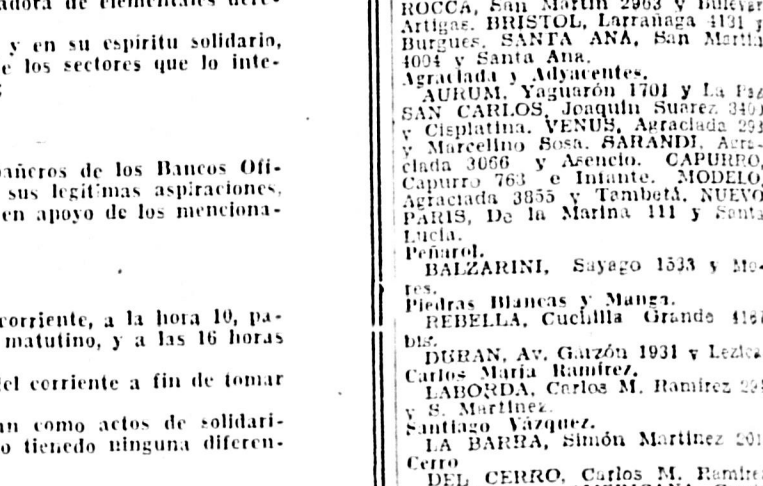 adora de elementales dere-
y en su espíritu solidario,
e los sectores que lo inte-
añeros de los Bancos Ofi-
sus legítimas aspiraciones,
en apoyo de los menciona-
corriente, a la hora 10, pa-
matutino, y a las 16 horas
del corriente a fin de tomar
an como actos de solidari-
o tienedo ninguna diferen-
ROCCA, San Martín 2963 y Bulevar
Artigas. BRISTOL, Larrañaga 4131 y
Burgues. SANTA ANA, San Martín
4004 y Santa Ana.
Agraciada y Adyacentes.
AURUM, Yaguarón 1701 y La Paz
SAN CARLOS, Joaquín Suárez 3401
y Cisplatina. VENUS, Agraciada 293
y Marcelino Sosa. SARANDI, Agra-
ciada 3066 y Asencio. CAPURRO,
Capurro 763 e Infante. MODELO,
Agraciada 3855 y Tambetá. NUEVO
PARIS, De la Marina 111 y Santa
Lucía.
Peñarol.
BALZARINI, Sayago 1533 y Mo-
res.
Piedras Blancas y Manga.
REBELLA, Cuchilla Grande 4187
bis.
DURAN, Av. Garzón 1931 y Lezica
Carlos María Ramírez.
LABORDA, Carlos M. Ramírez 295
y S. Martínez.
Santiago Vázquez.
LA BARRA, Simón Martínez 201
Cerro
DEL CERRO, Carlos M. Ramírez